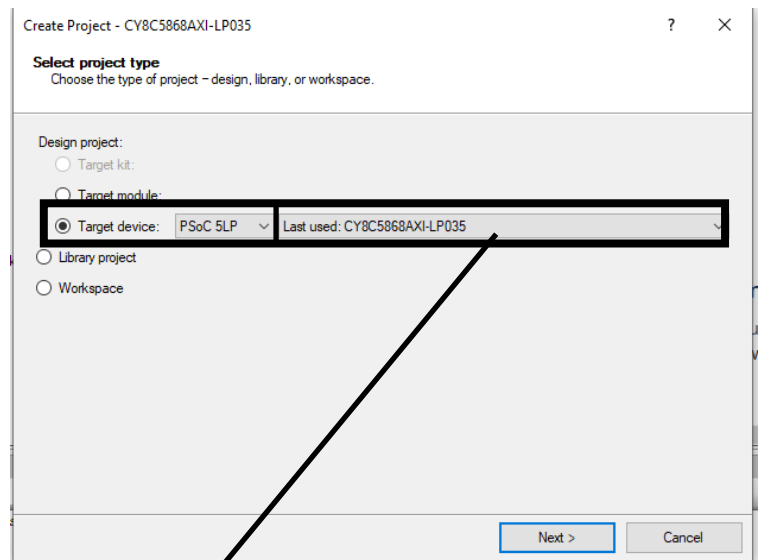 Create Project - CY8C5868AXI-LP035 ? ✕
Select project type
Choose the type of project – design, library, or workspace.
Design project:
Target kit:
Target module:
Target device: PSoC 5LP Last used: CY8C5868AXI-LP035
Library project
Workspace
Next > Cancel